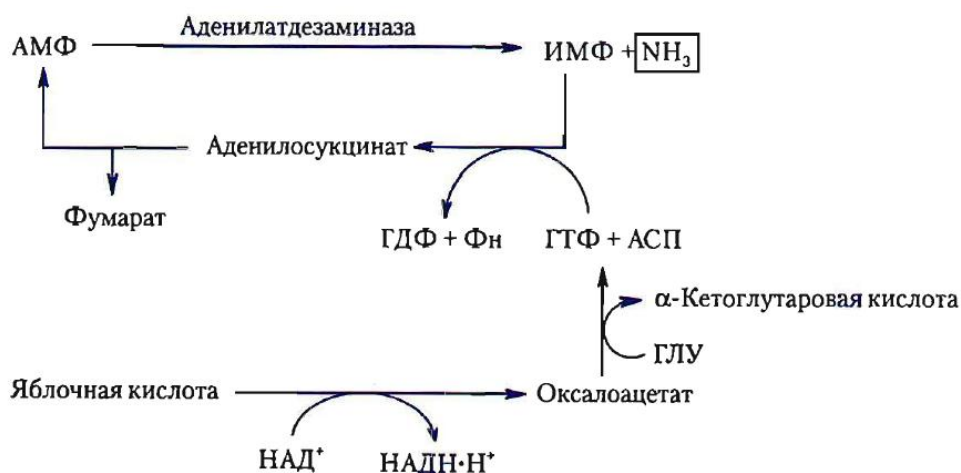 Аденилатдезаминаза
АМФ ИМФ + NH₃
Аденилосукцинат
Фумарат
ГДФ + Фн ГТФ + АСП
α-Кетоглутаровая кислота
ГЛУ
Яблочная кислота Оксалоацетат
НАД⁺ НАДН·Н⁺